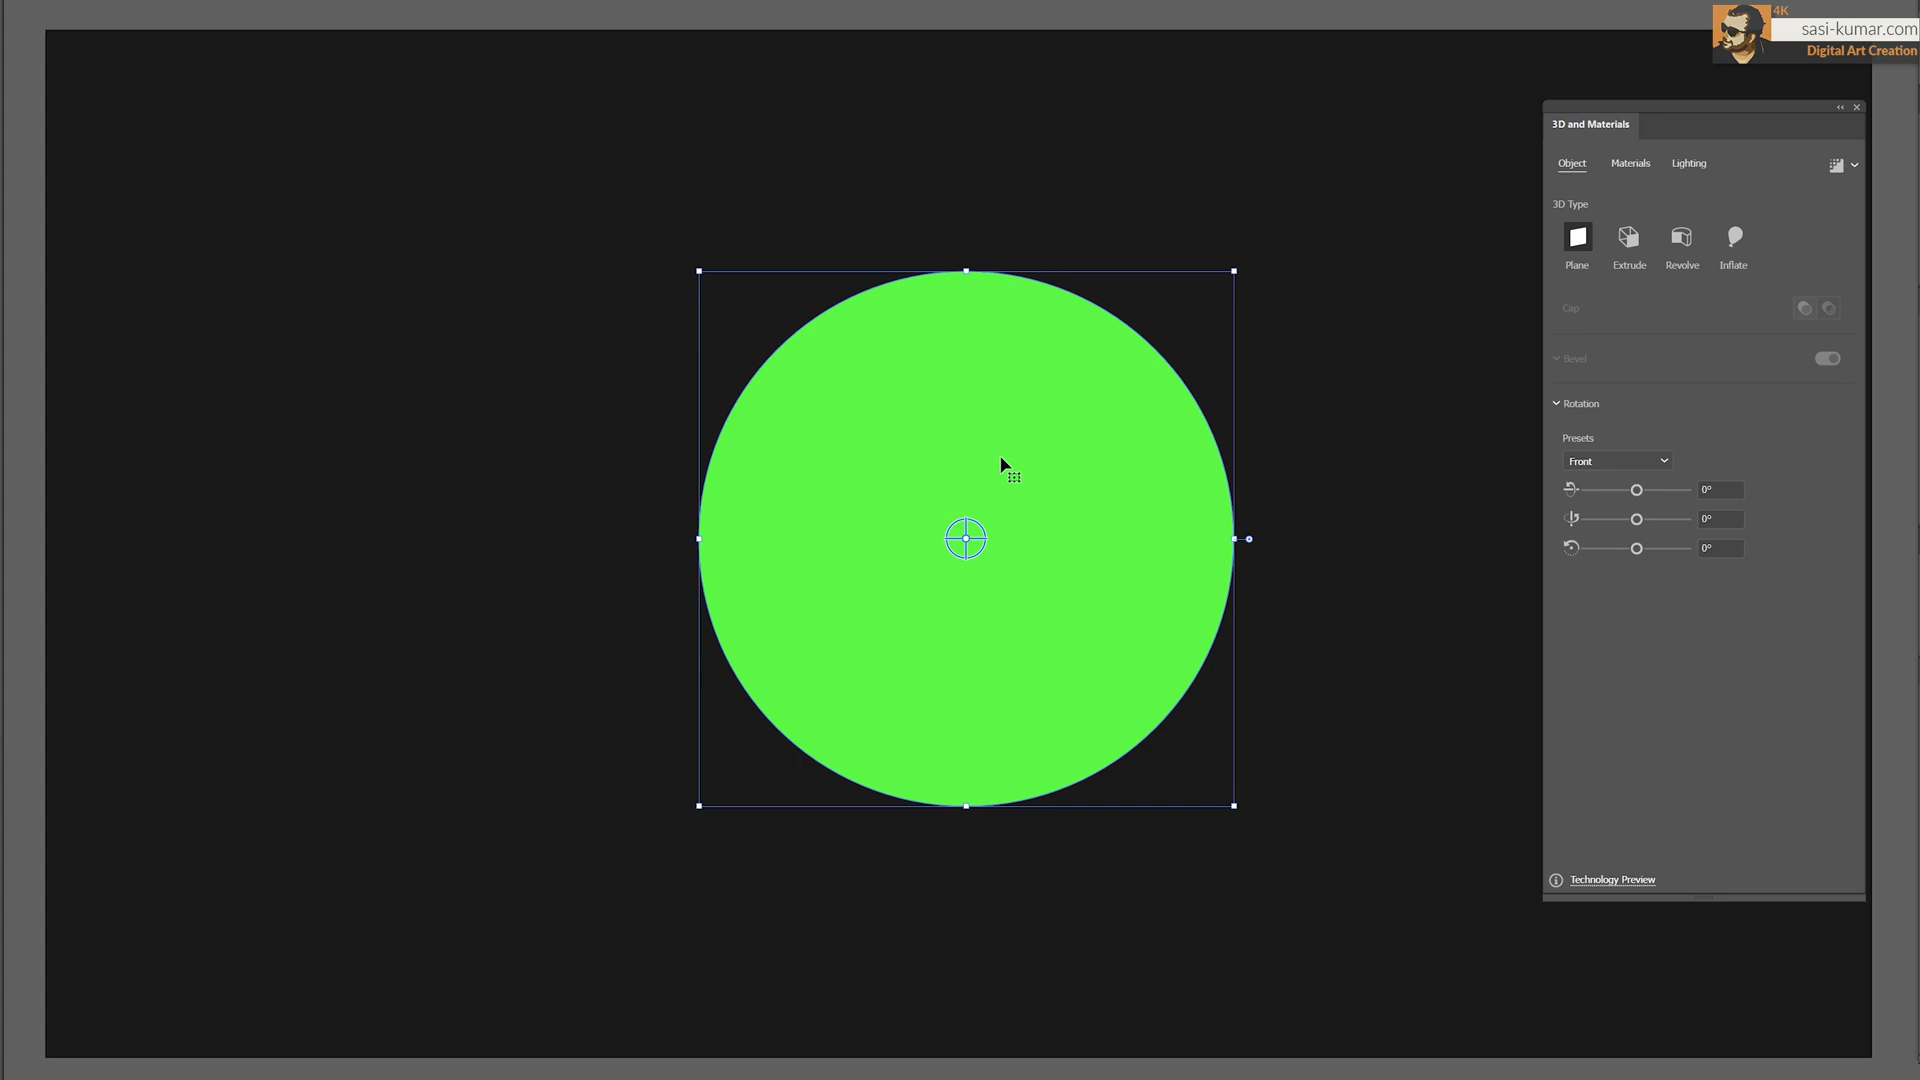 4K
sasi-kumar.com
Digital Art Creation
3D and Materials
Object Materials Lighting
3D Type
Plane Extrude Revolve Inflate
Cap
Bevel
Rotation
Presets
Front
0°
0°
0°
Technology Preview